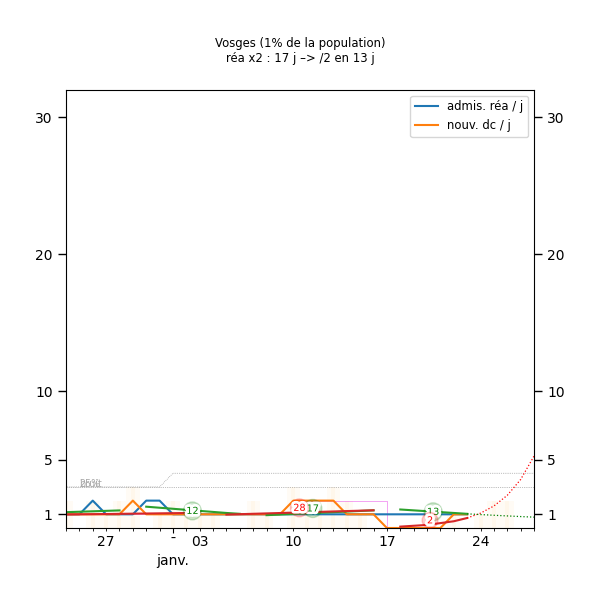 Vosges (1% de la population)
réa x2 : 17 j –> /2 en 13 j
admis. réa / j
nouv. dc / j
30 30
20 20
10 10
5 5
1 1
12 28 17 13 2
27 03 10 17 24
janv.